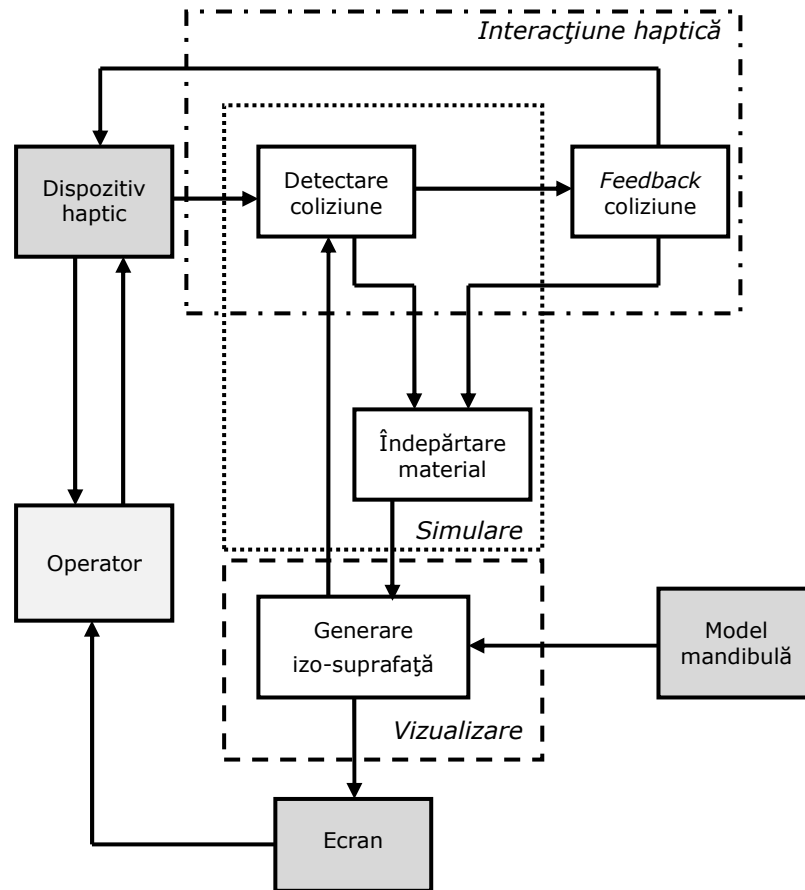 Interacţiune haptică
Dispozitiv
haptic
Detectare
coliziune
Feedback
coliziune
Îndepărtare
material
Simulare
Operator
Generare
izo-suprafaţă
Model
mandibulă
Vizualizare
Ecran